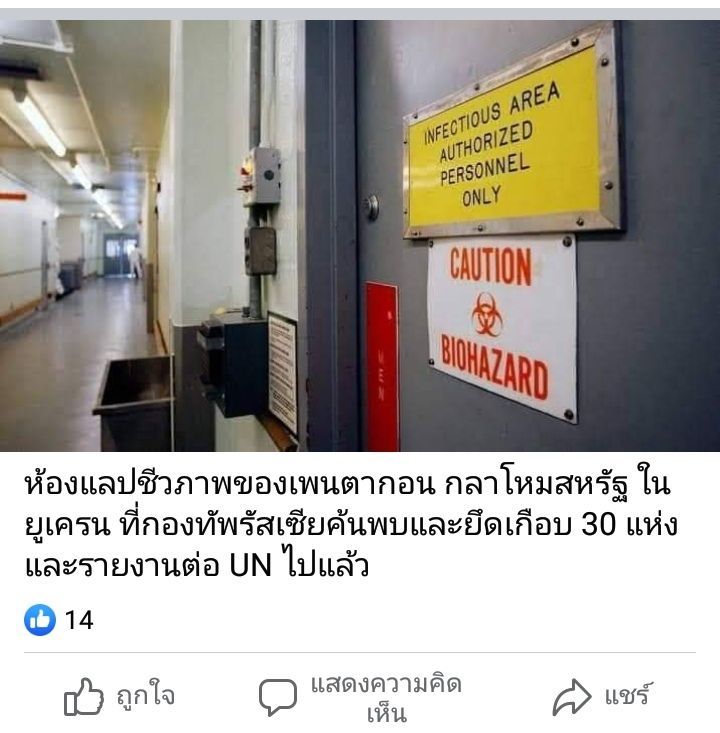 INFECTIOUS AREA
AUTHORIZED
PERSONNEL
ONLY
CAUTION
BIOHAZARD
MEN
ห้องแลปชีวภาพของเพนตากอน กลาโหมสหรัฐ ใน
ยูเครน ที่กองทัพรัสเซียค้นพบและยึดเกือบ 30 แห่ง
และรายงานต่อ UN ไปแล้ว
14
ถูกใจ
แสดงความคิด
เห็น
แชร์